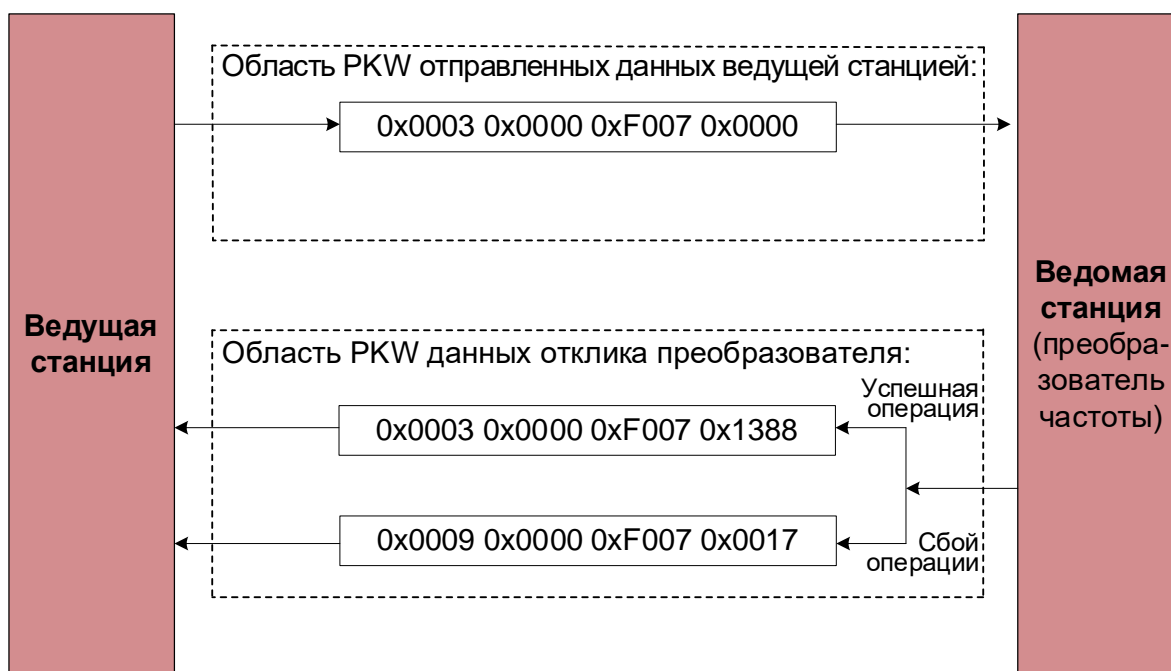 Область PKW отправленных данных ведущей станцией:
0x0003 0x0000 0xF007 0x0000
Ведущая
станция
Ведомая
станция
(преобра-
зователь
частоты)
Область PKW данных отклика преобразователя:
Успешная
операция
0x0003 0x0000 0xF007 0x1388
0x0009 0x0000 0xF007 0x0017
Сбой
операции